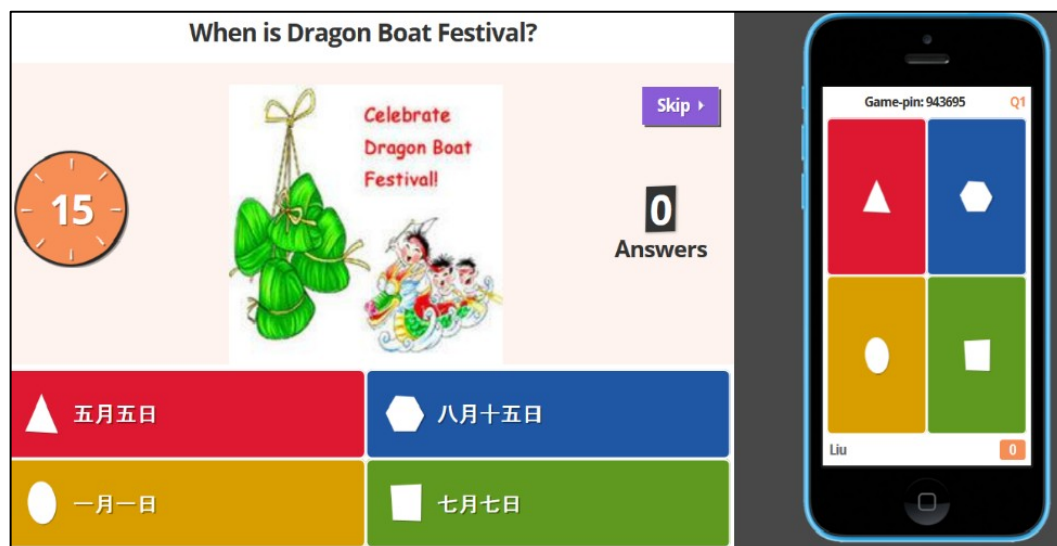 When is Dragon Boat Festival?
Skip
15
Celebrate
Dragon Boat
Festival!
0
Answers
五月五日
八月十五日
一月一日
七月七日
Game-pin: 943695
Q1
Liu
0